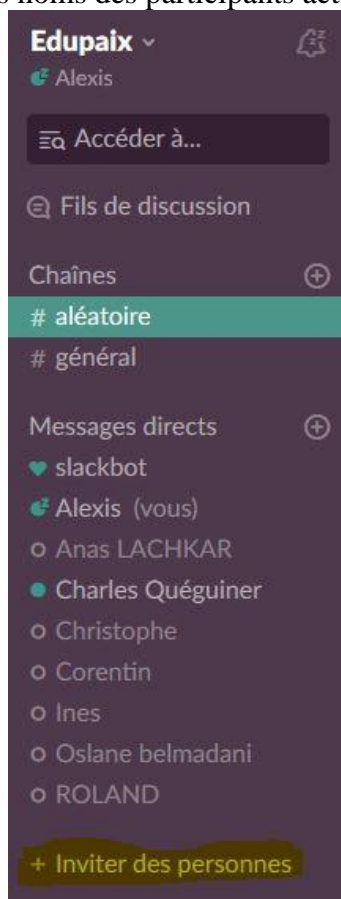 s noms des participants act
Edupaix
Alexis
Accéder à...
Fils de discussion
Chaînes
# aléatoire
# général
Messages directs
slackbot
Alexis (vous)
Anas LACHKAR
Charles Quéguiner
Christophe
Corentin
Ines
Oslane belmadani
ROLAND
+ Inviter des personnes